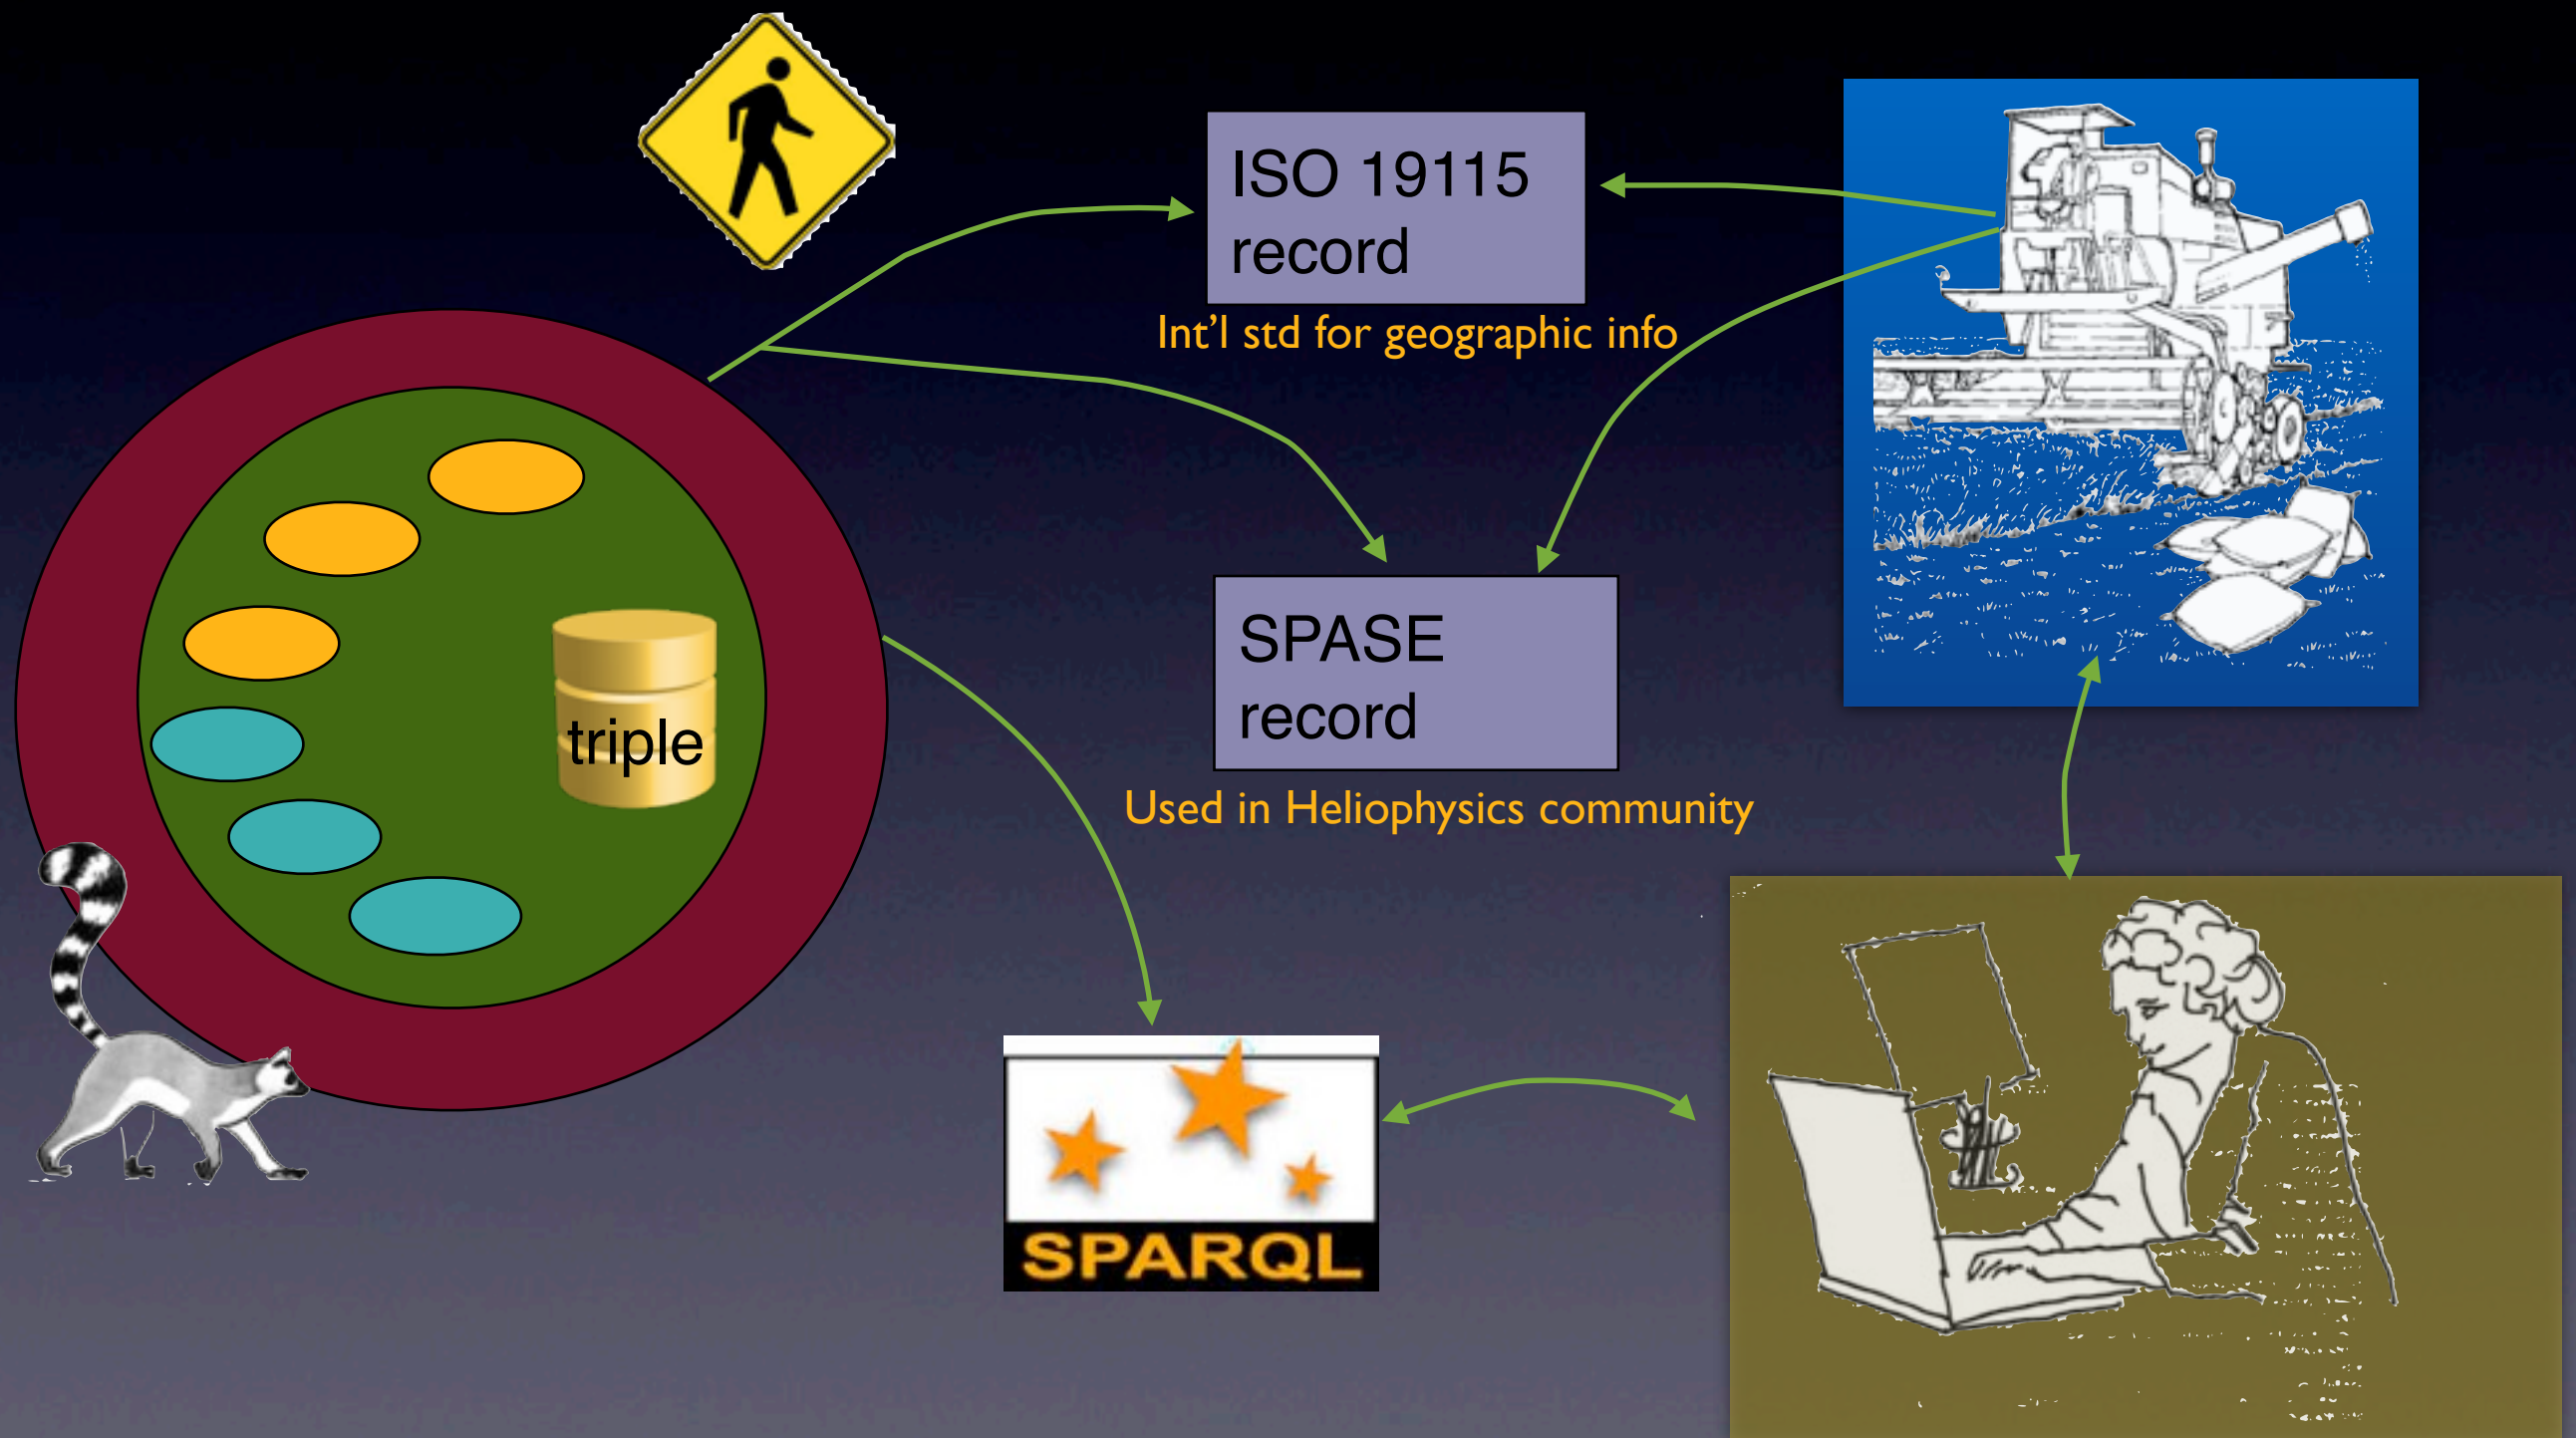 ISO 19115
record
Int'l std for geographic info
triple
SPASE
record
Used in Heliophysics community
SPARQL